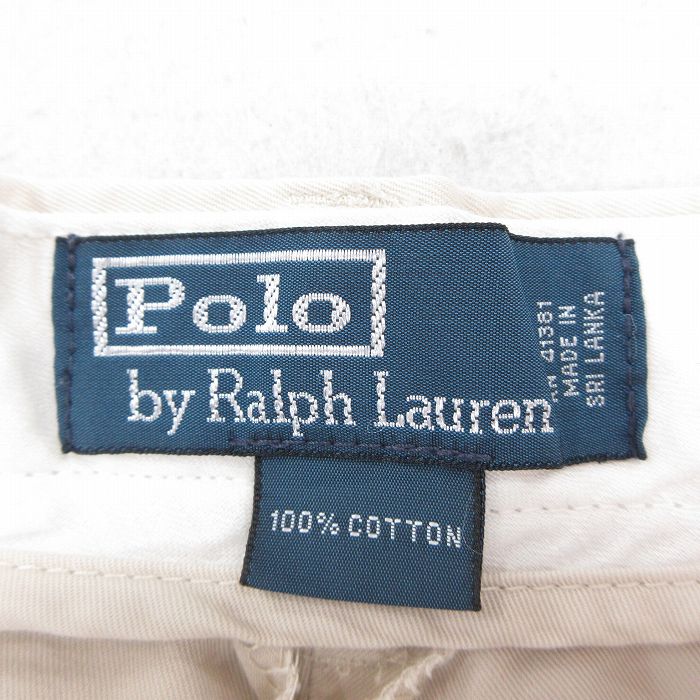 Polo
by Ralph Lauren
41381
MADE IN
SRI LANKA
100% COTTON